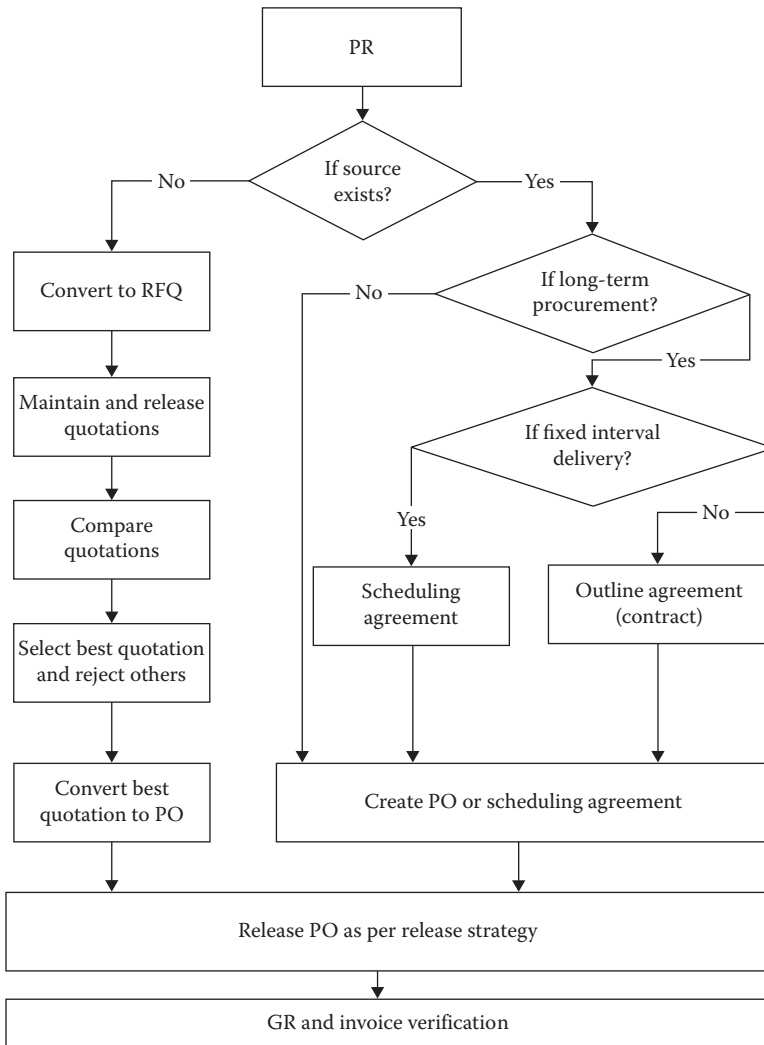 PR
If source
exists?
No
Yes
Convert to RFQ
If long-term
procurement?
No
Yes
Maintain and release
quotations
If fixed interval
delivery?
Yes
No
Compare
quotations
Scheduling
agreement
Outline agreement
(contract)
Select best quotation
and reject others
Convert best
quotation to PO
Create PO or scheduling agreement
Release PO as per release strategy
GR and invoice verification